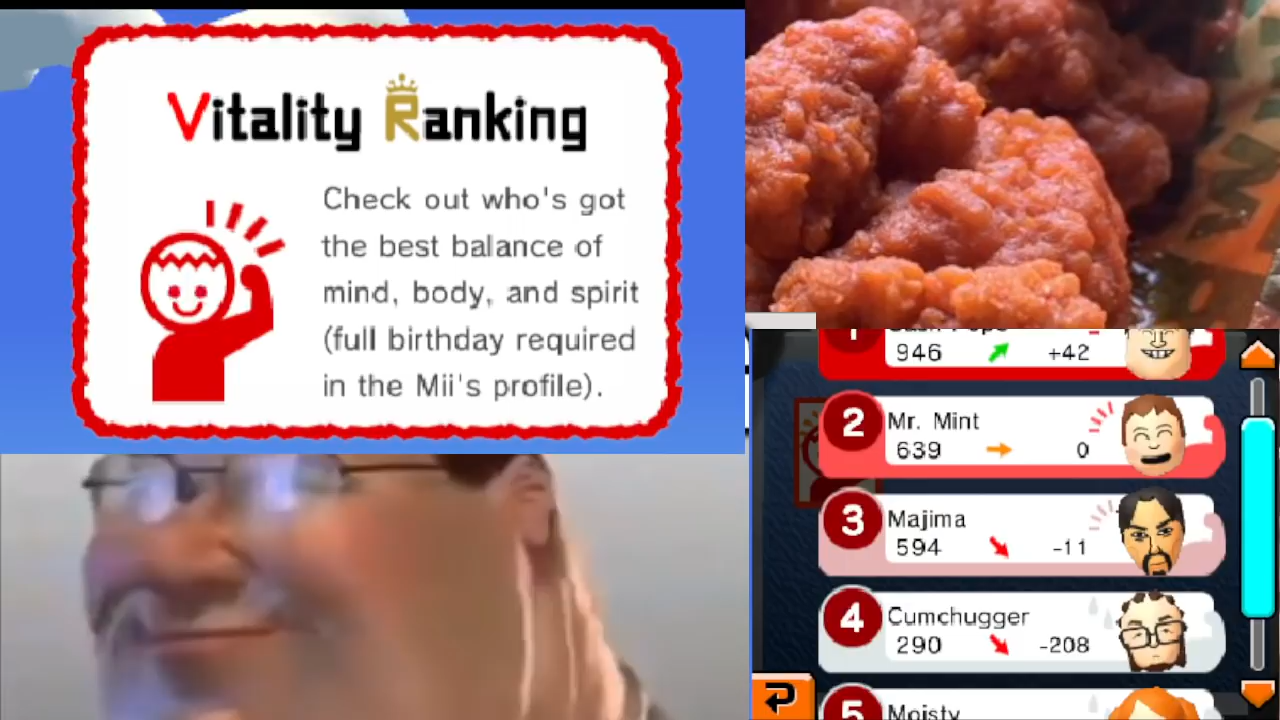 Vitality Ranking
Check out who's got
the best balance of
mind, body, and spirit
(full birthday required
in the Mii's profile).
1
946 +42
2
Mr. Mint
639 0
3
Majima
594 -11
4
Cumchugger
290 -208
5
Moisty